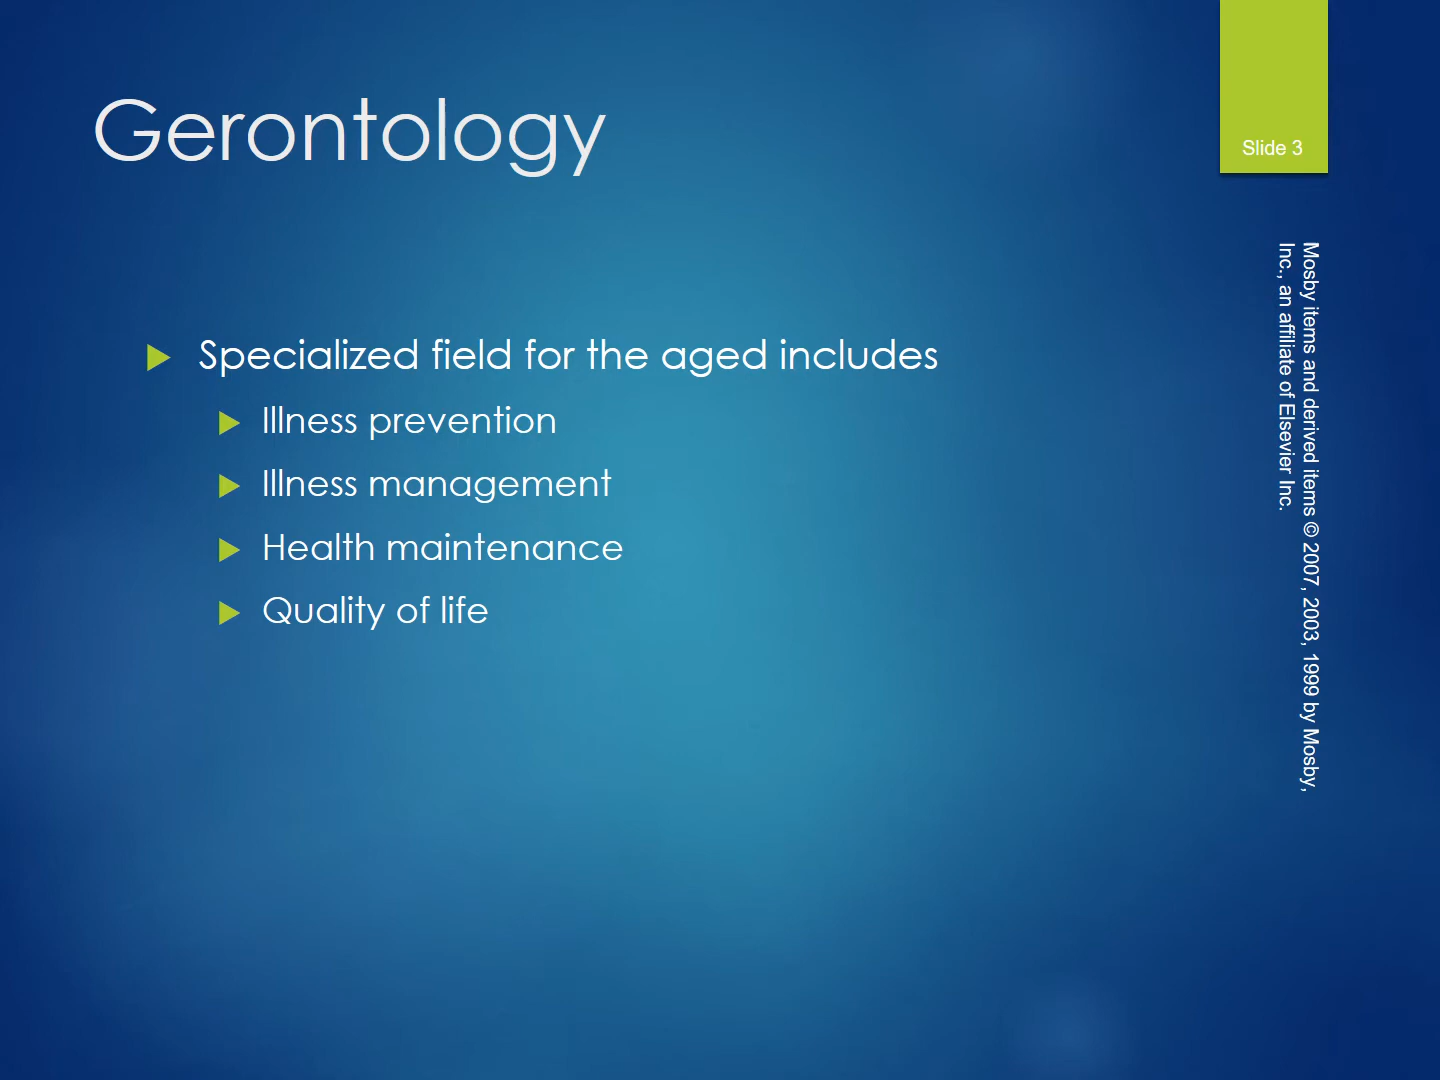 Gerontology
Slide 3
Specialized field for the aged includes
Illness prevention
Illness management
Health maintenance
Quality of life
Mosby items and derived items © 2007, 2003, 1999 by Mosby,
Inc., an affiliate of Elsevier Inc.